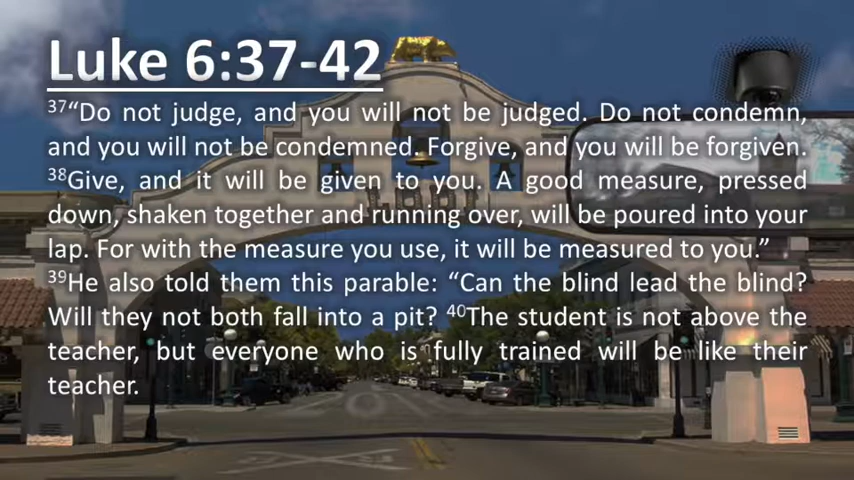 Luke 6:37-42
³⁷“Do not judge, and you will not be judged. Do not condemn,
and you will not be condemned. Forgive, and you will be forgiven.
³⁸Give, and it will be given to you. A good measure, pressed
down, shaken together and running over, will be poured into your
lap. For with the measure you use, it will be measured to you.”
³⁹He also told them this parable: “Can the blind lead the blind?
Will they not both fall into a pit? ⁴⁰The student is not above the
teacher, but everyone who is fully trained will be like their
teacher.
LODI